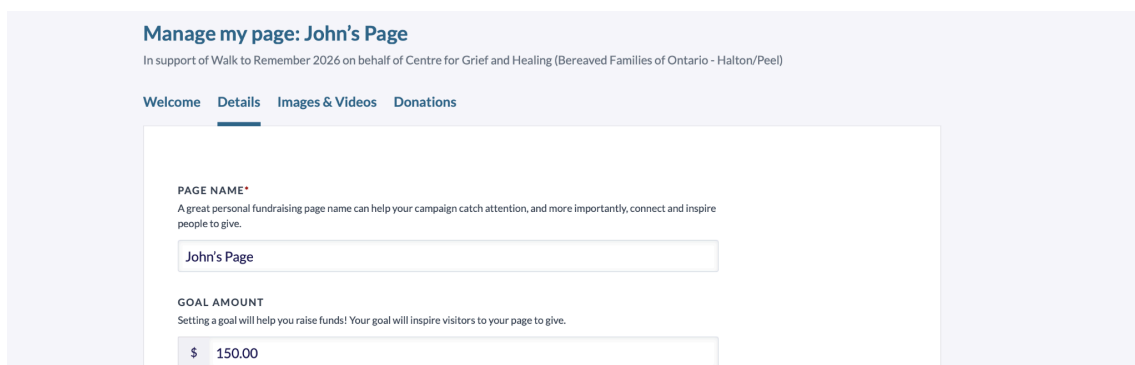 Manage my page: John's Page
In support of Walk to Remember 2026 on behalf of Centre for Grief and Healing (Bereaved Families of Ontario - Halton/Peel)
Welcome Details Images & Videos Donations
PAGE NAME*
A great personal fundraising page name can help your campaign catch attention, and more importantly, connect and inspire
people to give.
John's Page
GOAL AMOUNT
Setting a goal will help you raise funds! Your goal will inspire visitors to your page to give.
$ 150.00